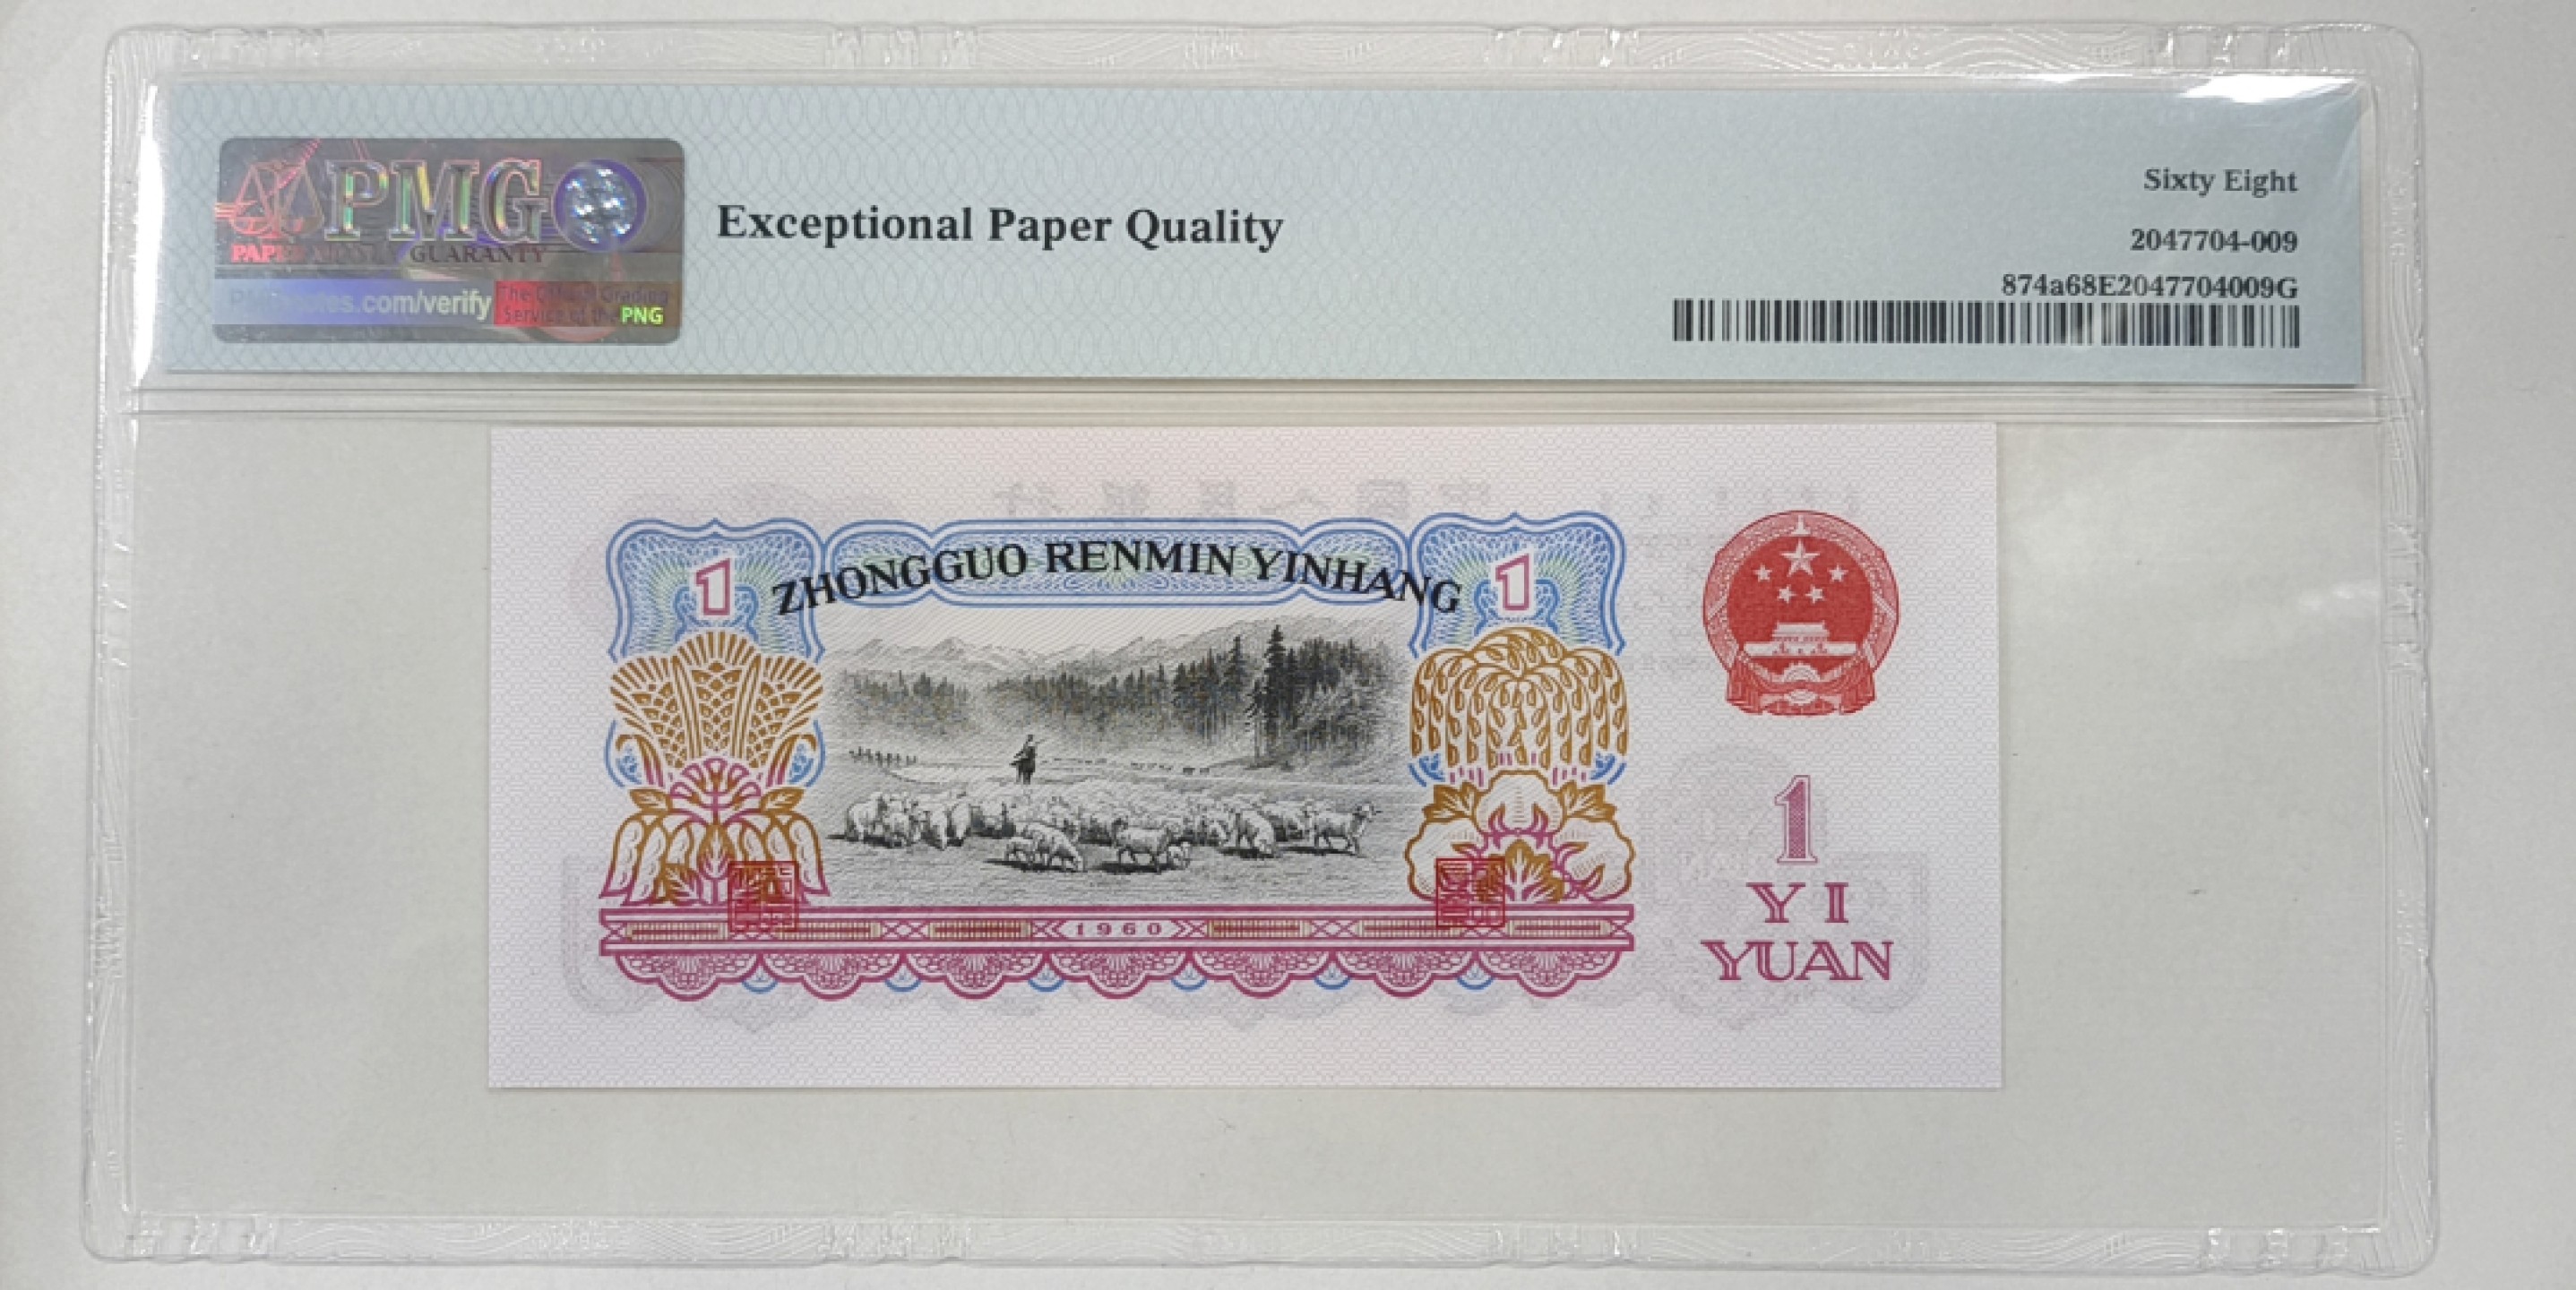 PMG
PAPER MONEY GUARANTY
PMGnotes.com/verify
The Official Grading
Service of the PNG
Exceptional Paper Quality
Sixty Eight
2047704-009
874a68E2047704009G
1
ZHONGGUO RENMIN YINHANG
1
1960
1
YI
YUAN